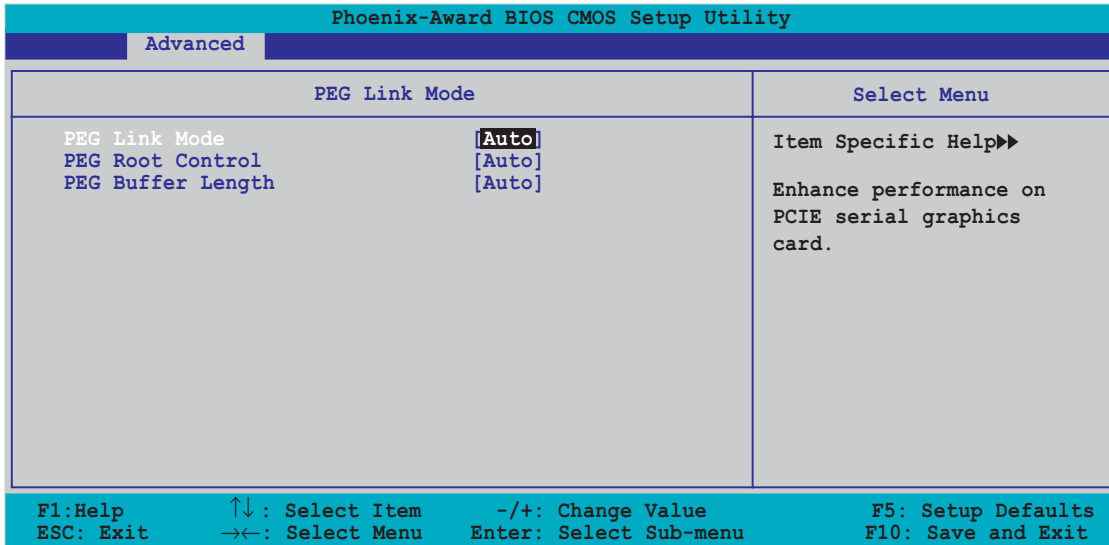 Phoenix-Award BIOS CMOS Setup Utility
Advanced
PEG Link Mode
Select Menu
PEG Link Mode [Auto]
PEG Root Control [Auto]
PEG Buffer Length [Auto]
Item Specific Help▶▶
Enhance performance on
PCIE serial graphics
card.
F1:Help ↑↓: Select Item -/+: Change Value F5: Setup Defaults
ESC: Exit →←: Select Menu Enter: Select Sub-menu F10: Save and Exit